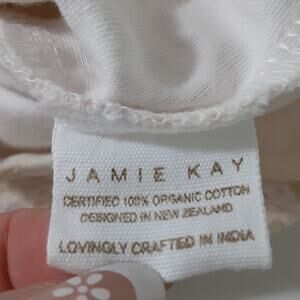 JAMIE KAY
CERTIFIED 100% ORGANIC COTTON
DESIGNED IN NEW ZEALAND
LOVINGLY CRAFTED IN INDIA